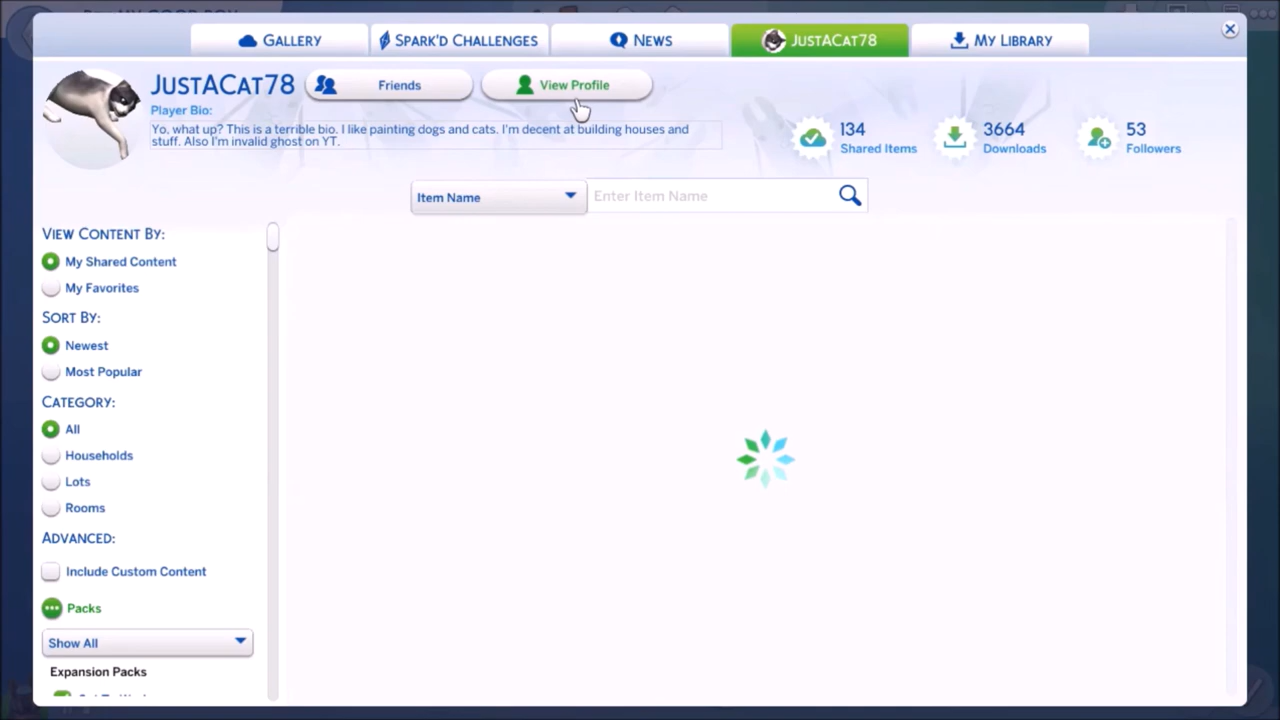 GALLERY
SPARK'D CHALLENGES
NEWS
JUSTACAT78
MY LIBRARY
JUSTACAT78
Friends
View Profile
Player Bio:
Yo, what up? This is a terrible bio. I like painting dogs and cats. I'm decent at building houses and
stuff. Also I'm invalid ghost on YT.
134
Shared Items
3664
Downloads
53
Followers
Item Name
Enter Item Name
VIEW CONTENT BY:
My Shared Content
My Favorites
SORT BY:
Newest
Most Popular
CATEGORY:
All
Households
Lots
Rooms
ADVANCED:
Include Custom Content
Packs
Show All
Expansion Packs